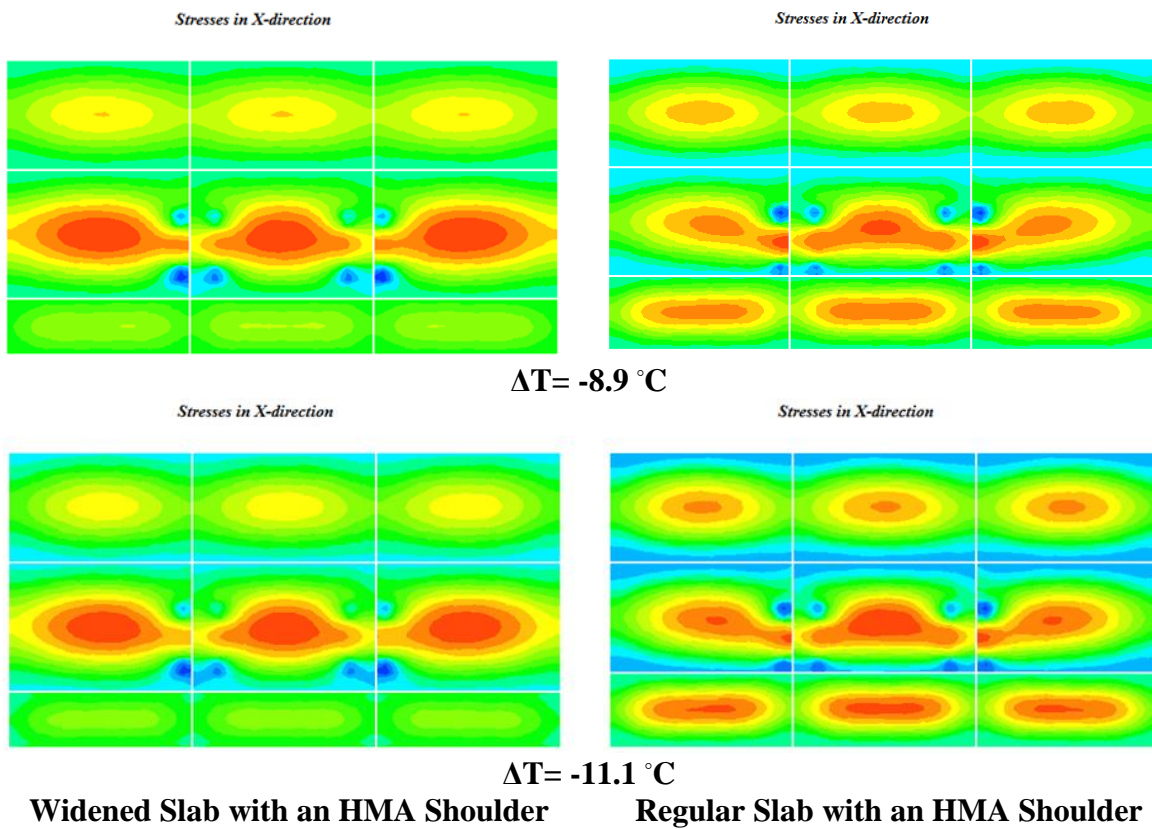 Stresses in X-direction
Stresses in X-direction
ΔT= -8.9 °C
Stresses in X-direction
Stresses in X-direction
ΔT= -11.1 °C
Widened Slab with an HMA Shoulder
Regular Slab with an HMA Shoulder